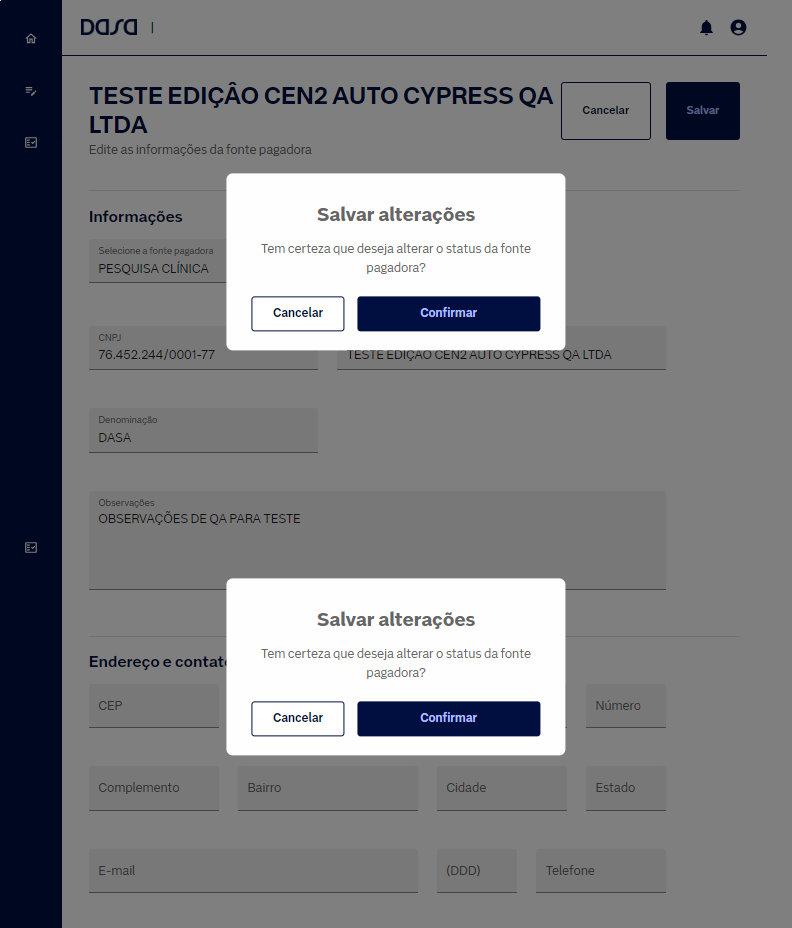 DASA |
TESTE EDIÇÂO CEN2 AUTO CYPRESS QA
LTDA
Cancelar
Salvar
Edite as informações da fonte pagadora
Informações
Selecione a fonte pagadora
PESQUISA CLÍNICA
Salvar alterações
Tem certeza que deseja alterar o status da fonte
pagadora?
Cancelar
Confirmar
CNPJ
76.452.244/0001-77
TESTE EDIÇÂO CEN2 AUTO CYPRESS QA LTDA
Denominação
DASA
Observações
OBSERVAÇÕES DE QA PARA TESTE
Salvar alterações
Tem certeza que deseja alterar o status da fonte
pagadora?
Cancelar
Confirmar
Endereço e contato
CEP
Número
Complemento
Bairro
Cidade
Estado
E-mail
(DDD)
Telefone